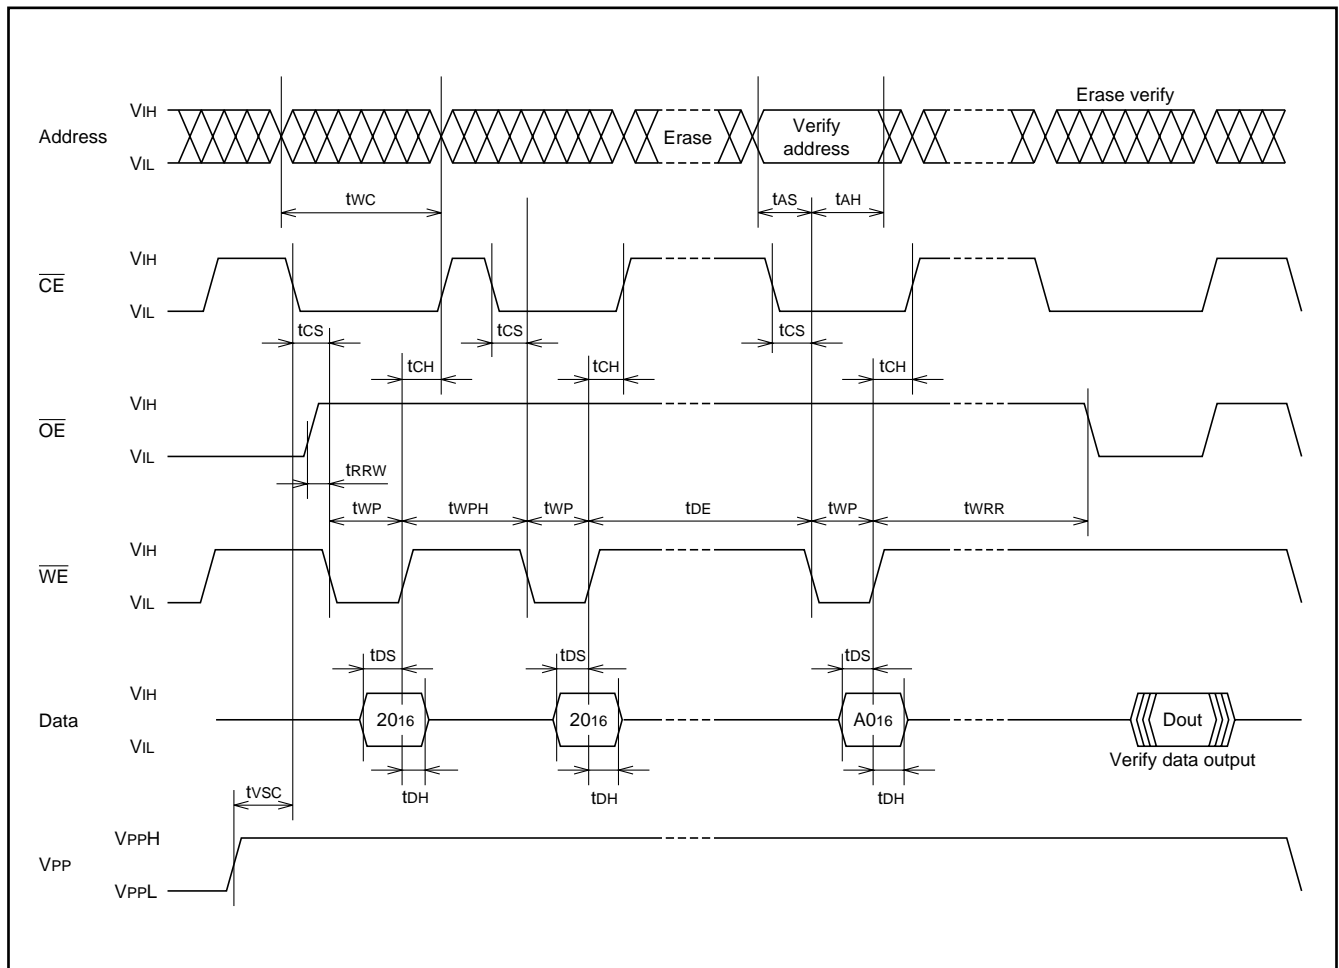 Erase verify
Address
VIH
VIL
Erase
Verify
address
tWC
tAS
tAH
CE
VIH
VIL
tCS
tCS
tCS
tCH
tCH
tCH
OE
VIH
VIL
tRRW
tWP
tWPH
tWP
tDE
tWP
tWRR
WE
VIH
VIL
tDS
tDS
tDS
Data
VIH
VIL
2016
2016
A016
Dout
Verify data output
tDH
tDH
tDH
tVSC
VPP
VPPH
VPPL